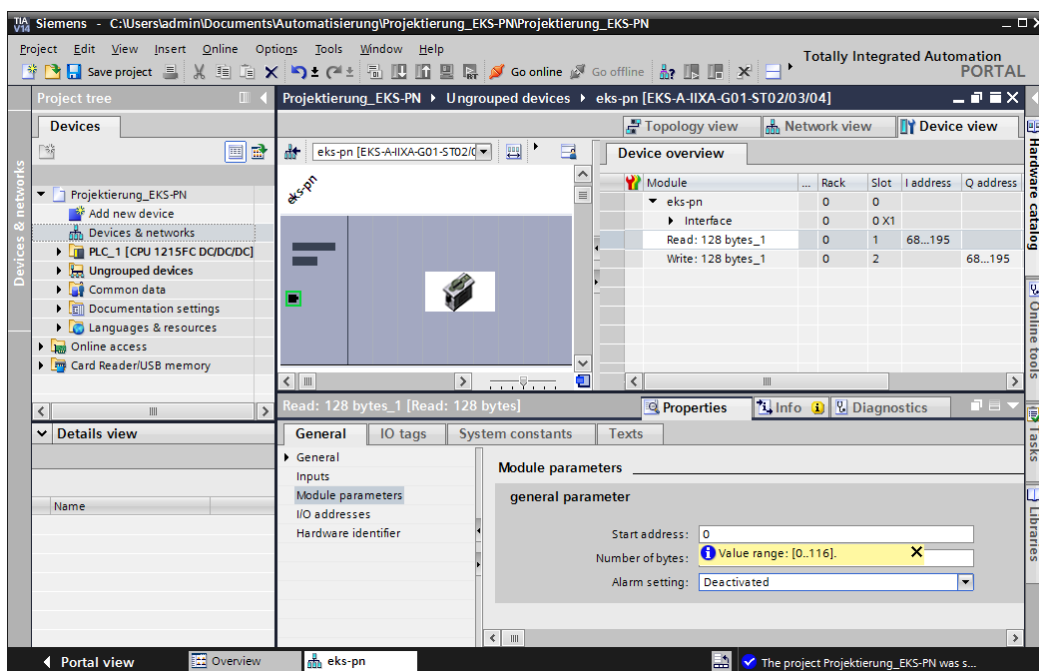 TIA V14 Siemens - C:\Users\admin\Documents\Automatisierung\Projektierung_EKS-PN\Projektierung_EKS-PN
Project Edit View Insert Online Options Tools Window Help
Totally Integrated Automation
PORTAL
Save project Go online Go offline
Project tree
Devices
Devices & networks
Projektierung_EKS-PN
Add new device
Devices & networks
PLC_1 [CPU 1215FC DC/DC/DC]
Ungrouped devices
Common data
Documentation settings
Languages & resources
Online access
Card Reader/USB memory
Details view
Name
Projektierung_EKS-PN Ungrouped devices eks-pn [EKS-A-IIXA-G01-ST02/03/04]
Topology view Network view Device view
eks-pn [EKS-A-IIXA-G01-ST02/0
eks-pn
Device overview
Module ... Rack Slot I address Q address
eks-pn 0 0
Interface 0 0 X1
Read: 128 bytes_1 0 1 68...195
Write: 128 bytes_1 0 2 68...195
Read: 128 bytes_1 [Read: 128 bytes]
Properties Info Diagnostics
General IO tags System constants Texts
General
Inputs
Module parameters
I/O addresses
Hardware identifier
Module parameters
general parameter
Start address: 0
Number of bytes:
Value range: [0..116].
Alarm setting: Deactivated
Hardware catalog
Online tools
Tasks
Libraries
Portal view Overview eks-pn The project Projektierung_EKS-PN was s...